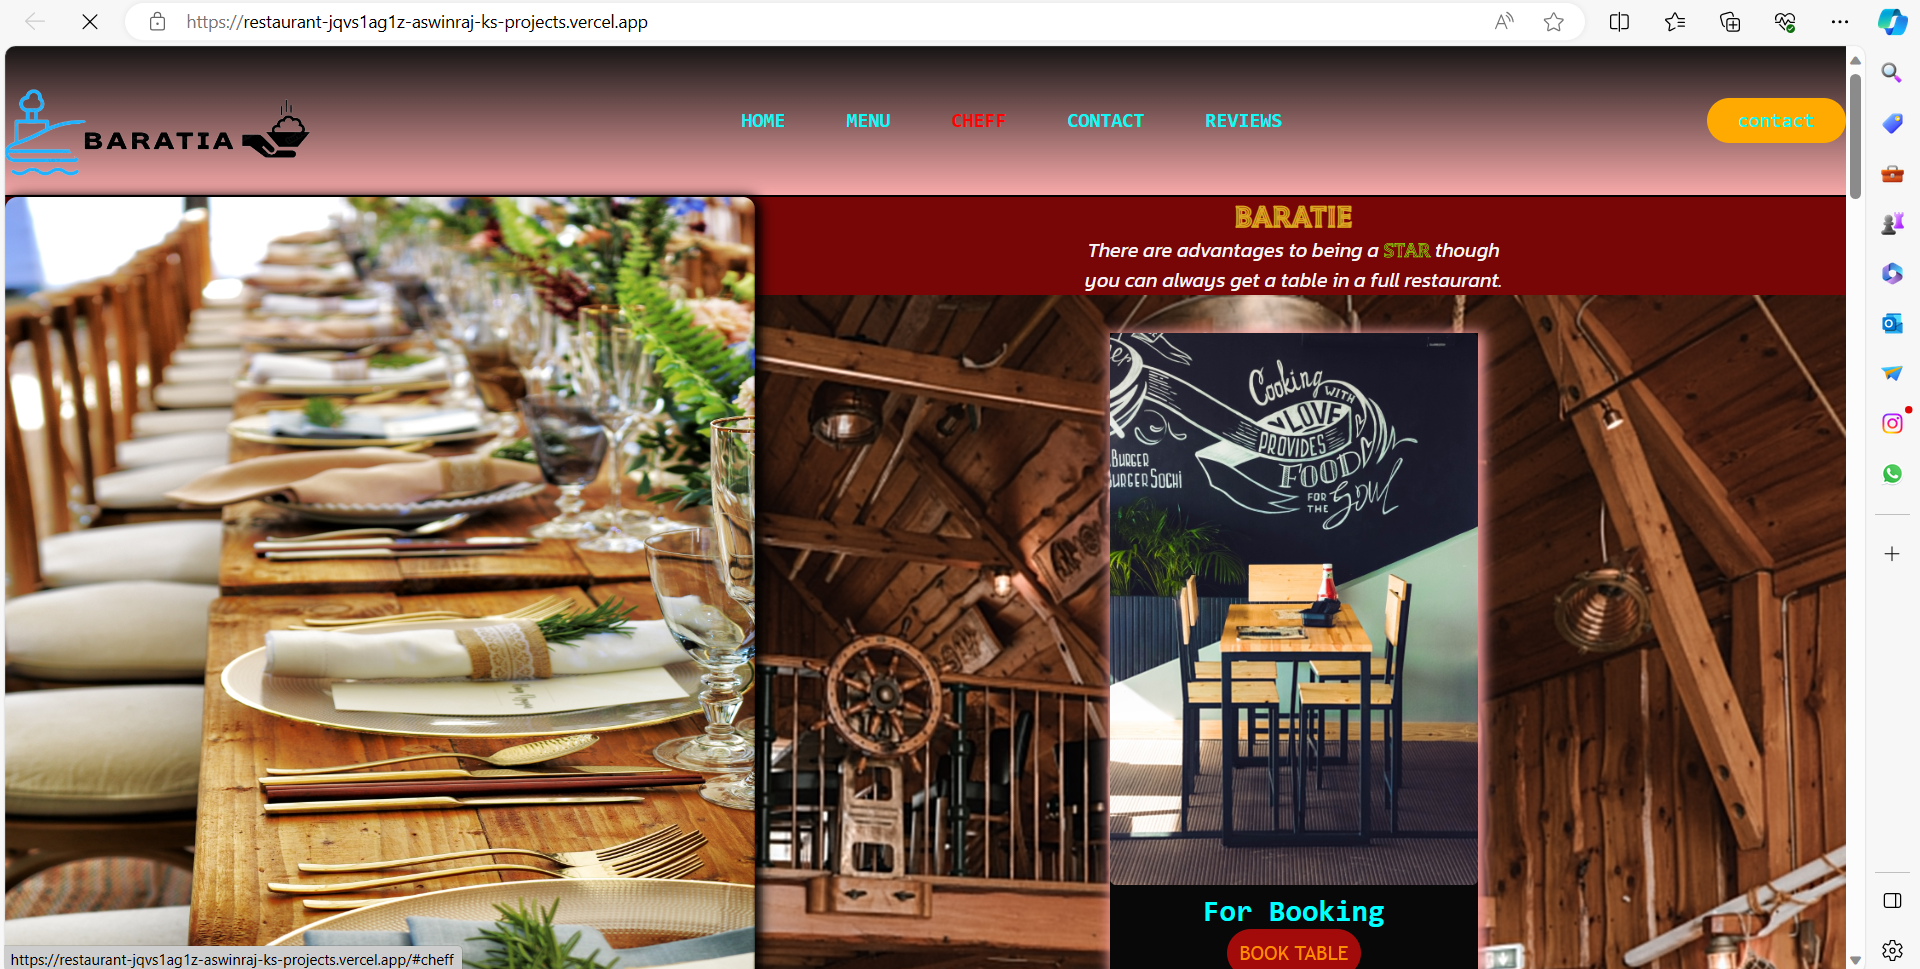 https://restaurant-jqvs1ag1z-aswinraj-ks-projects.vercel.app
BARATIA
HOME MENU CHEFF CONTACT REVIEWS
contact
BARATIE
There are advantages to being a STAR though
you can always get a table in a full restaurant.
Cooking
WITH
LOVE
PROVIDES
FOOD
FOR
THE
Soul
BURGER
BURGER SOCHI
For Booking
BOOK TABLE
https://restaurant-jqvs1ag1z-aswinraj-ks-projects.vercel.app/#cheff